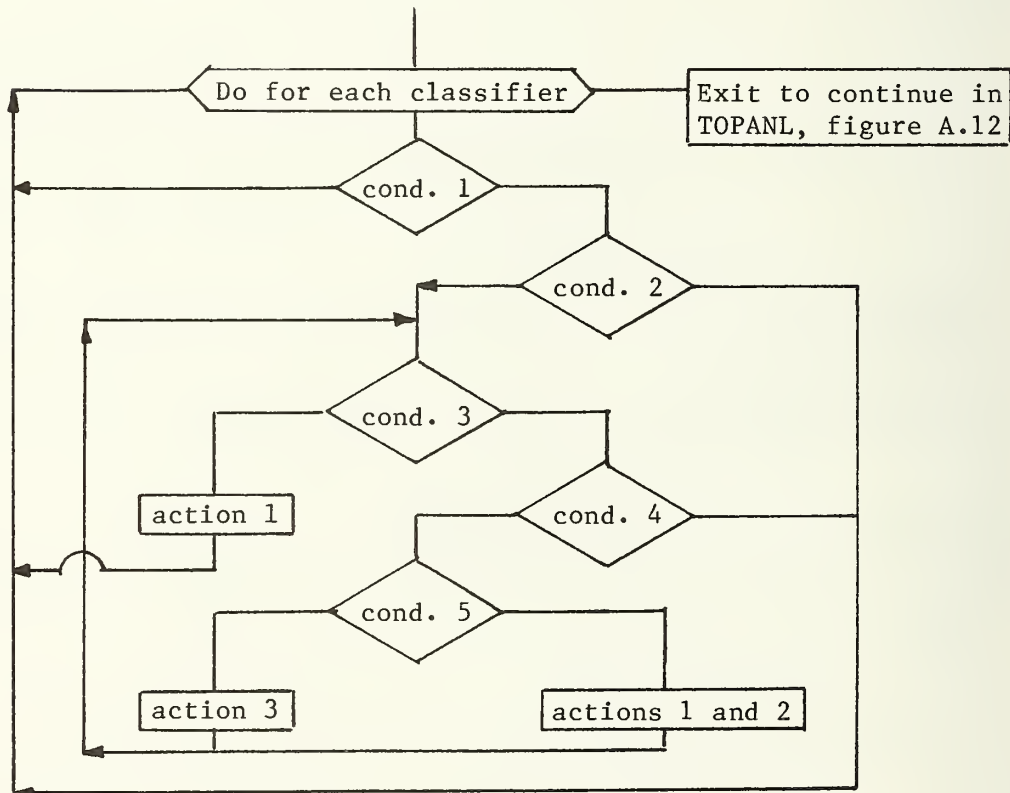 Do for each classifier
Exit to continue in
TOPANL, figure A.12
cond. 1
cond. 2
cond. 3
cond. 4
action 1
cond. 5
action 3
actions 1 and 2